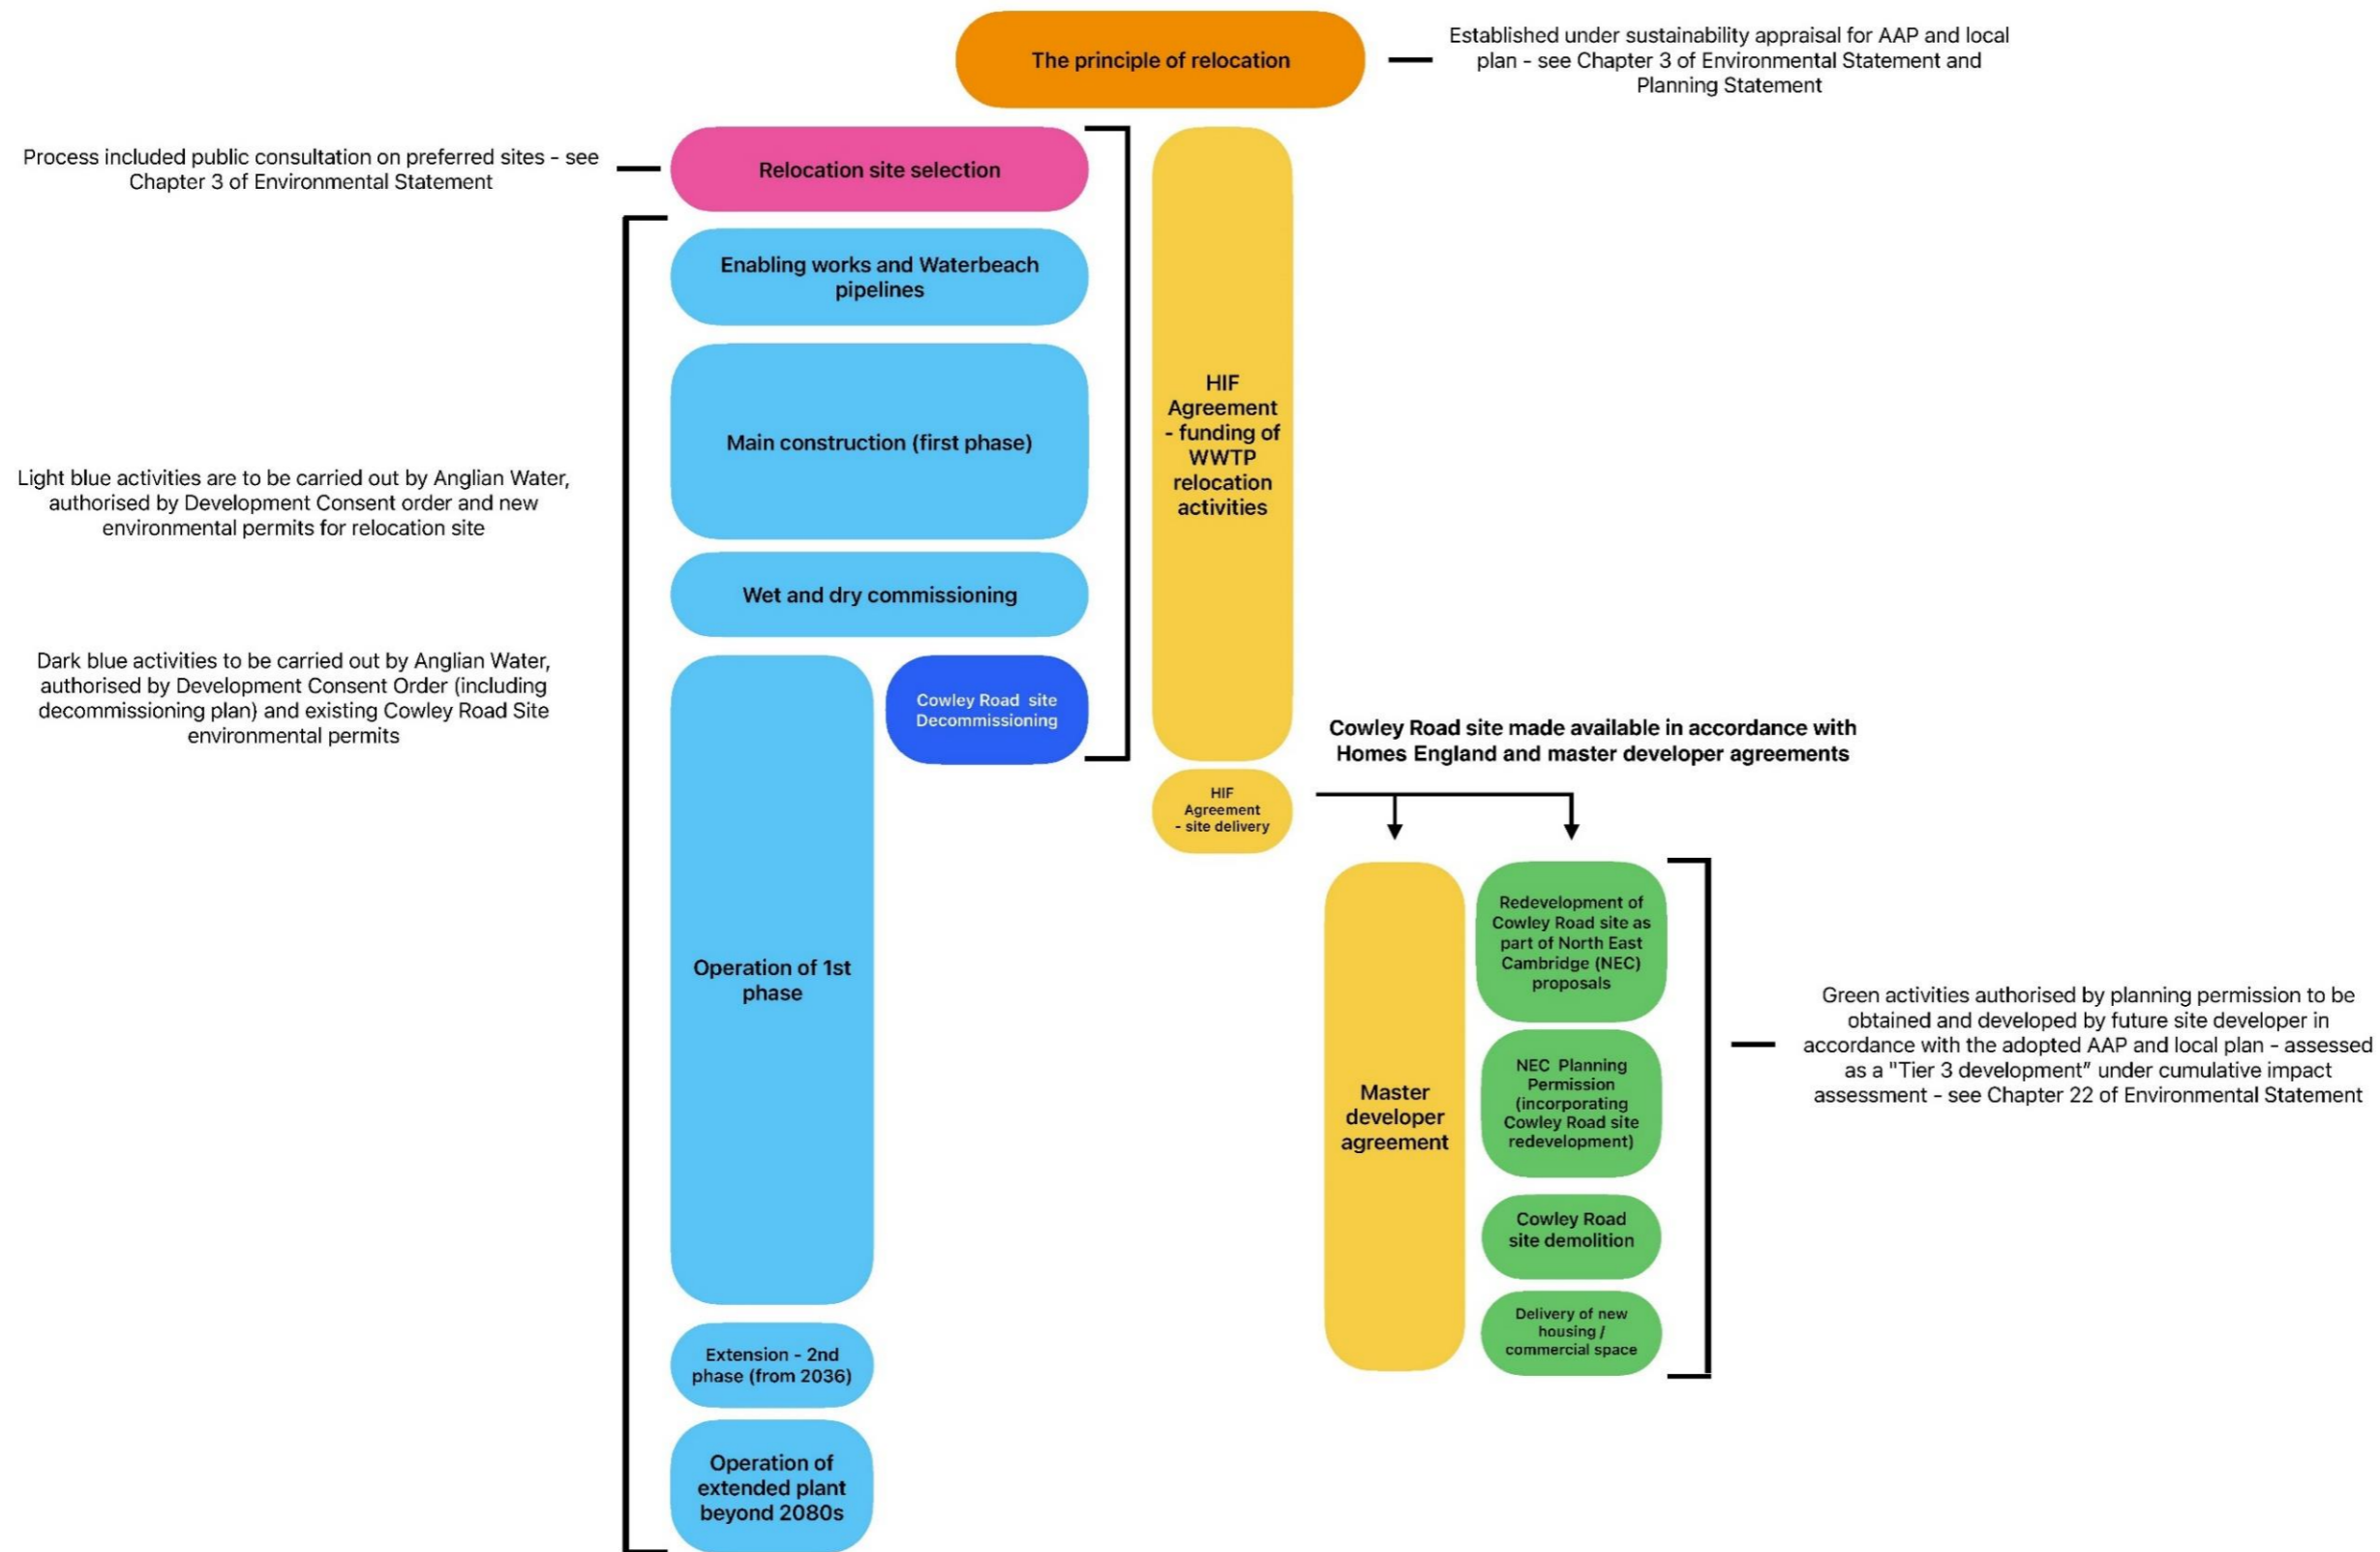 The principle of relocation
Established under sustainability appraisal for AAP and local
plan - see Chapter 3 of Environmental Statement and
Planning Statement
Process included public consultation on preferred sites - see
Chapter 3 of Environmental Statement
Relocation site selection
Enabling works and Waterbeach
pipelines
Main construction (first phase)
HIF
Agreement
- funding of
WWTP
relocation
activities
Light blue activities are to be carried out by Anglian Water,
authorised by Development Consent order and new
environmental permits for relocation site
Wet and dry commissioning
Dark blue activities to be carried out by Anglian Water,
authorised by Development Consent Order (including
decommissioning plan) and existing Cowley Road Site
environmental permits
Cowley Road site
Decommissioning
Cowley Road site made available in accordance with
Homes England and master developer agreements
HIF
Agreement
- site delivery
Operation of 1st
phase
Master
developer
agreement
Redevelopment of
Cowley Road site as
part of North East
Cambridge (NEC)
proposals
NEC Planning
Permission
(incorporating
Cowley Road site
redevelopment)
Cowley Road
site demolition
Delivery of new
housing /
commercial space
Green activities authorised by planning permission to be
obtained and developed by future site developer in
accordance with the adopted AAP and local plan - assessed
as a "Tier 3 development” under cumulative impact
assessment - see Chapter 22 of Environmental Statement
Extension - 2nd
phase (from 2036)
Operation of
extended plant
beyond 2080s